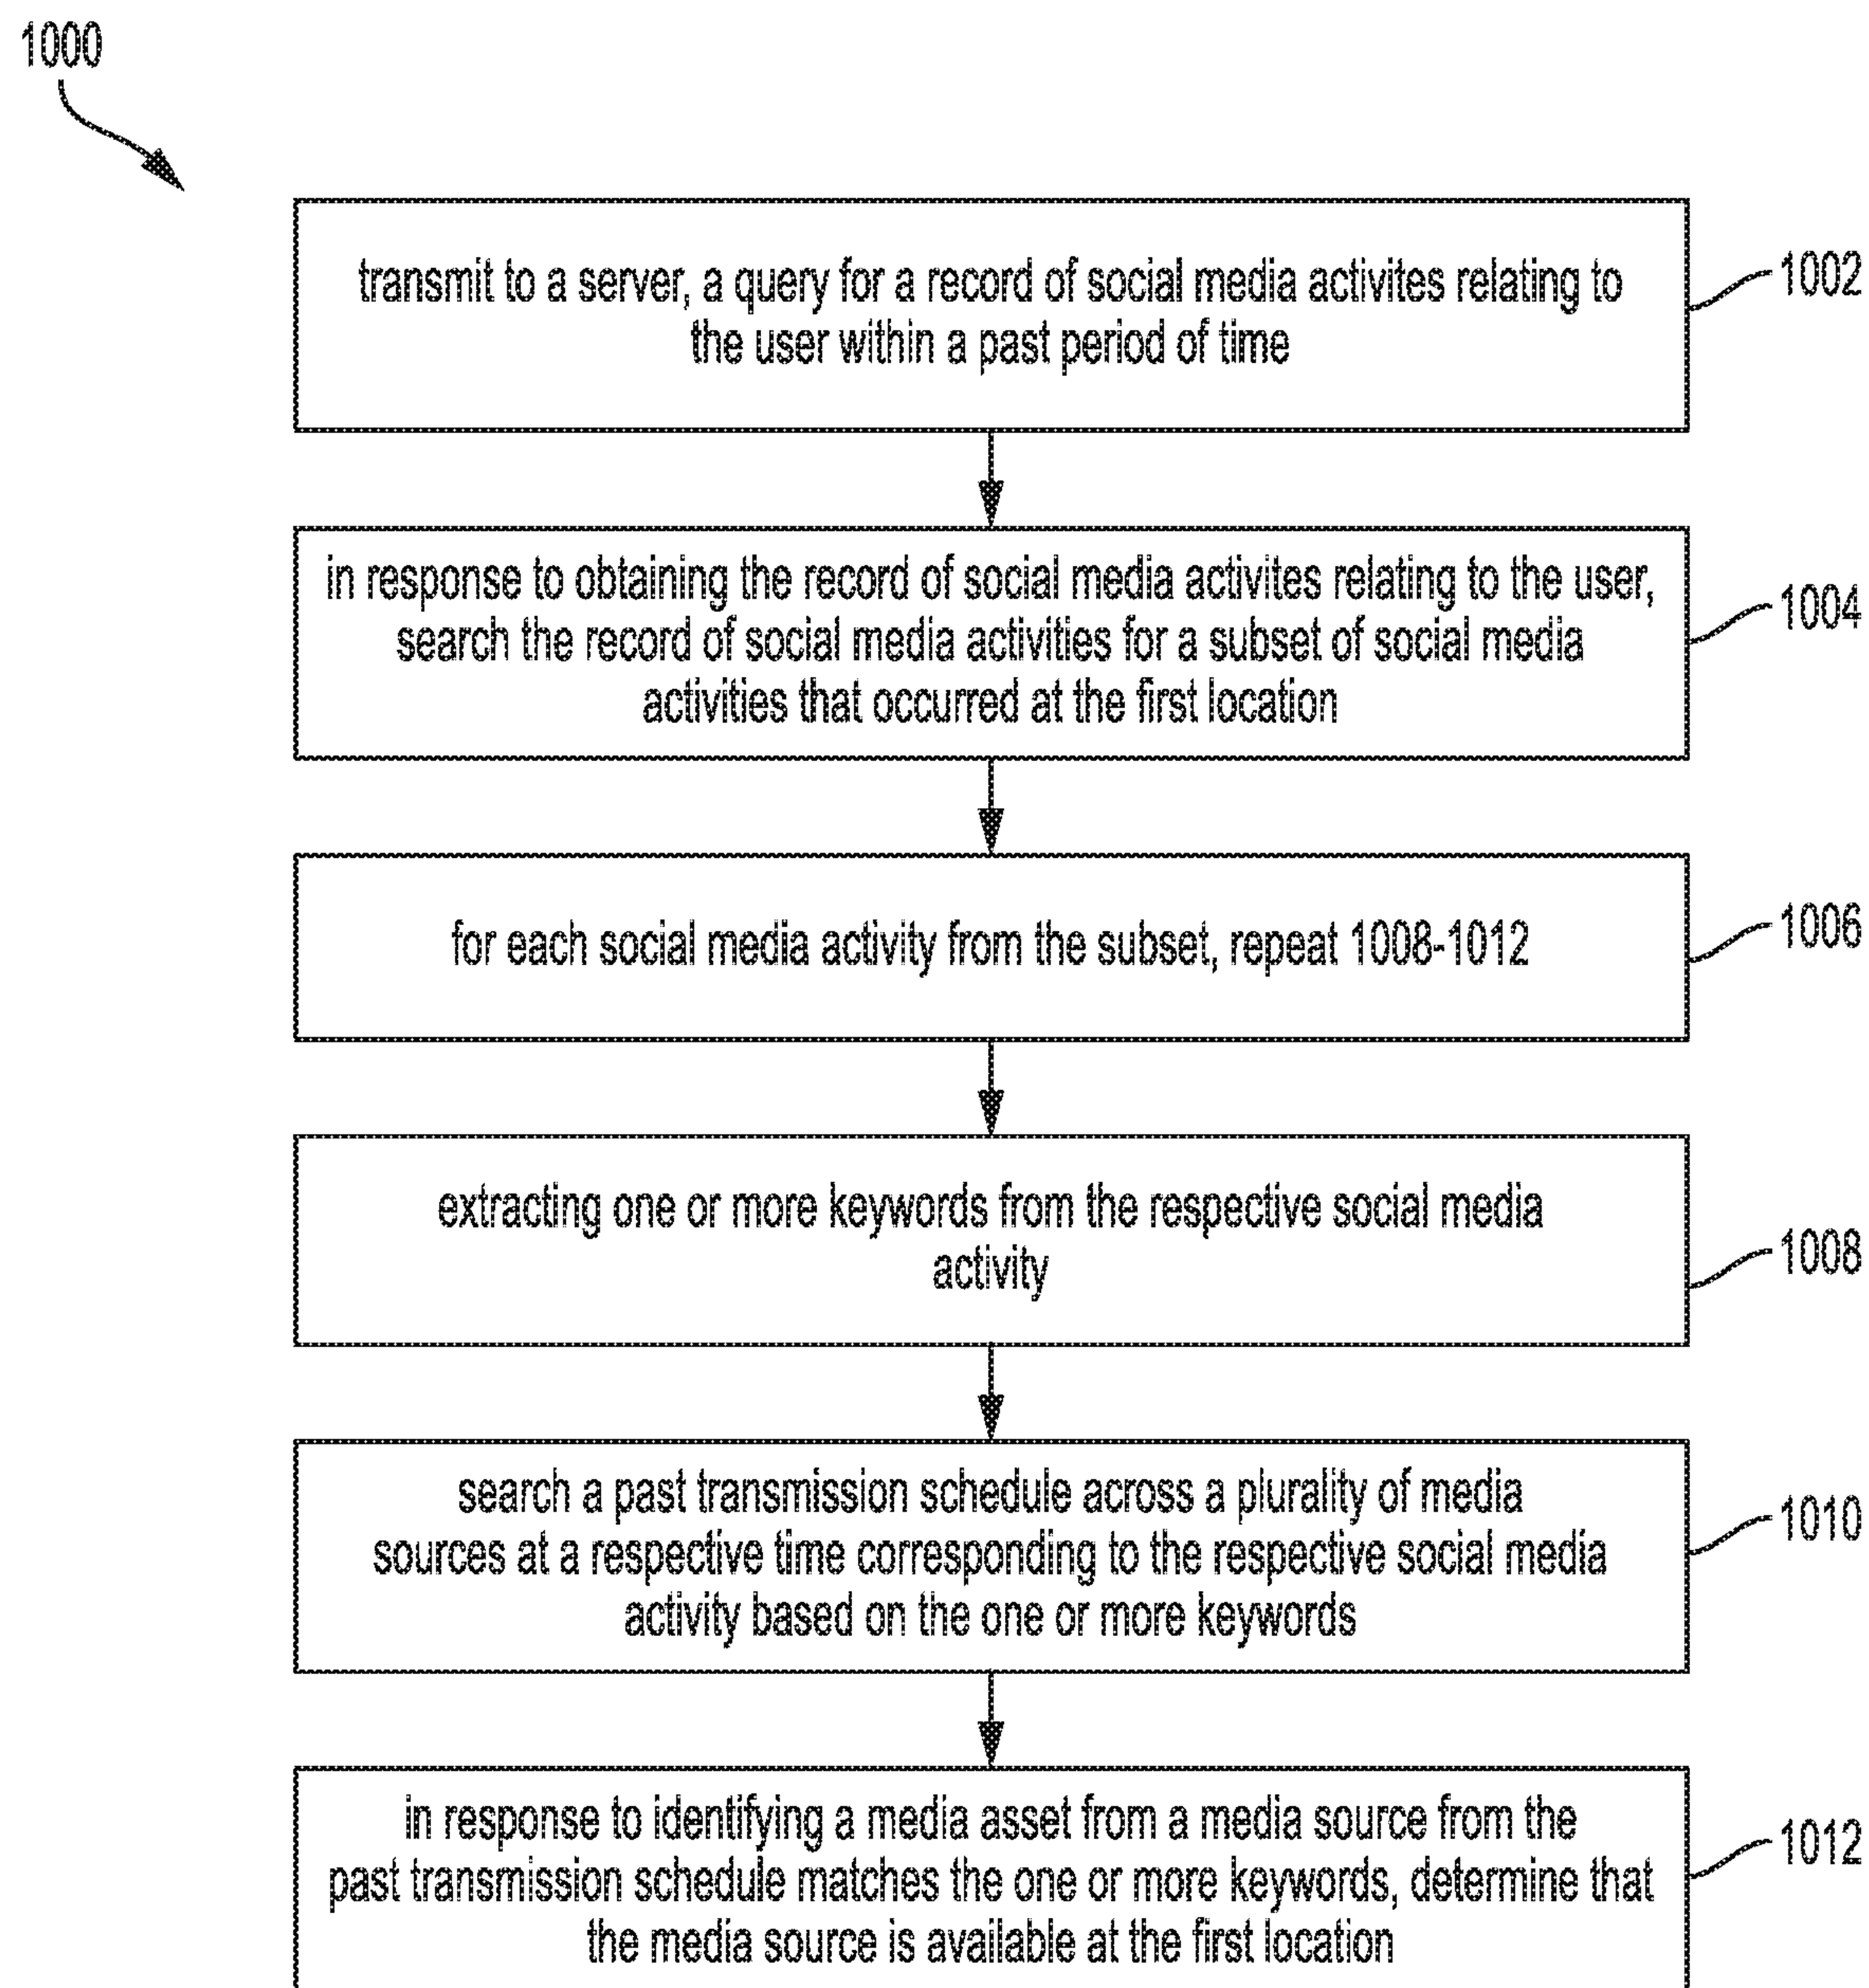 1000
transmit to a server, a query for a record of social media activites relating to
the user within a past period of time
1002
in response to obtaining the record of social media activites relating to the user,
search the record of social media activities for a subset of social media
activities that occurred at the first location
1004
for each social media activity from the subset, repeat 1008-1012
1006
extracting one or more keywords from the respective social media
activity
1008
search a past transmission schedule across a plurality of media
sources at a respective time corresponding to the respective social media
activity based on the one or more keywords
1010
in response to identifying a media asset from a media source from the
past transmission schedule matches the one or more keywords, determine that
the media source is available at the first location
1012